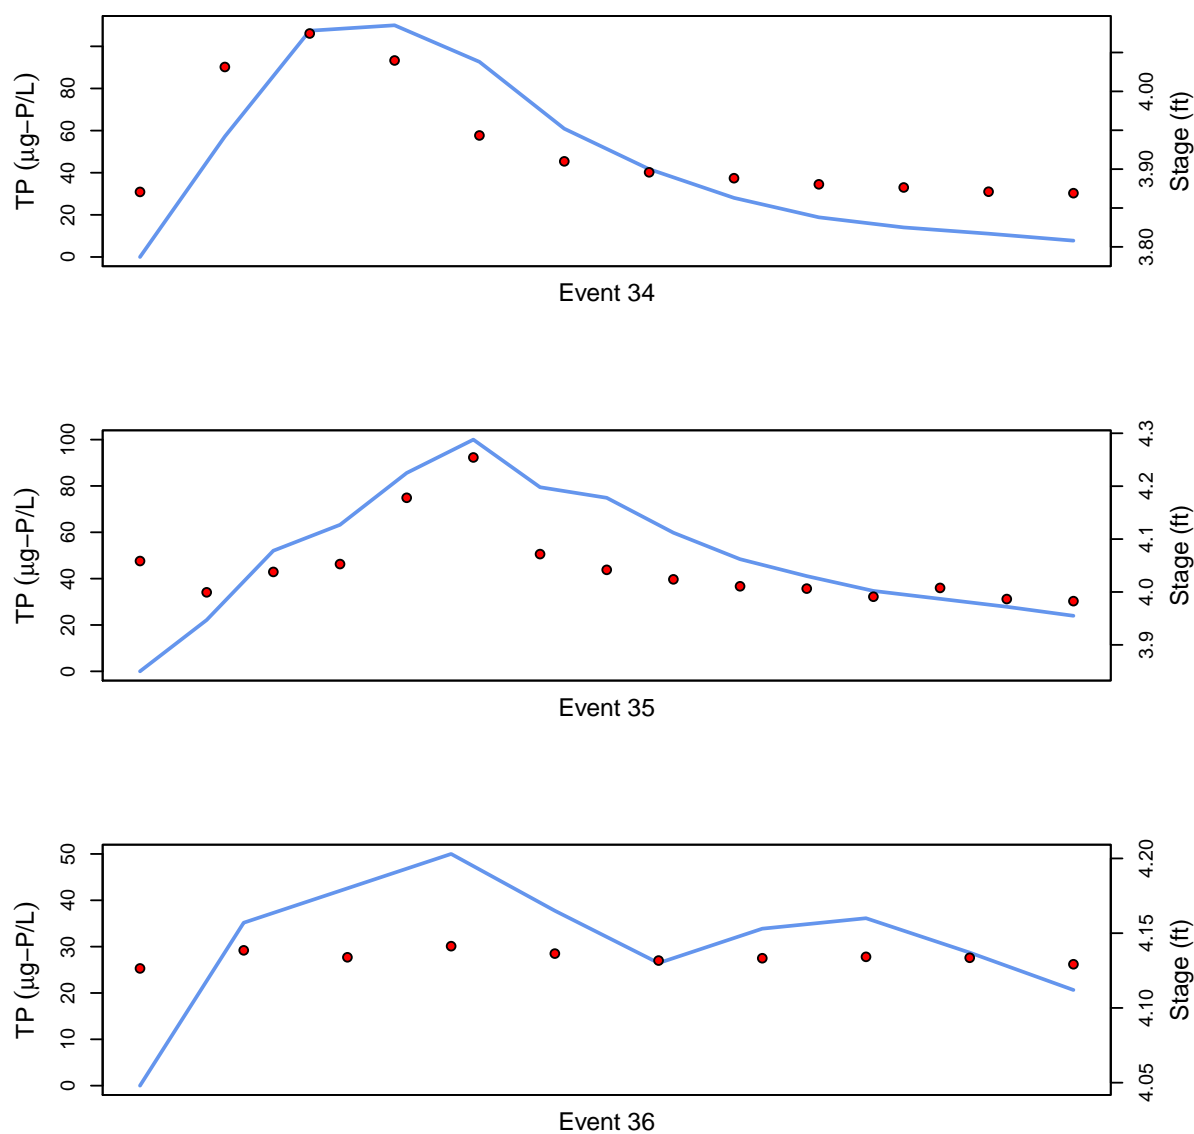 TP (µg−P/L)
0 20 40 60 80
3.80 3.90 4.00
Stage (ft)
Event 34
TP (µg−P/L)
0 20 40 60 80 100
3.9 4.0 4.1 4.2 4.3
Stage (ft)
Event 35
TP (µg−P/L)
0 10 20 30 40 50
4.05 4.10 4.15 4.20
Stage (ft)
Event 36